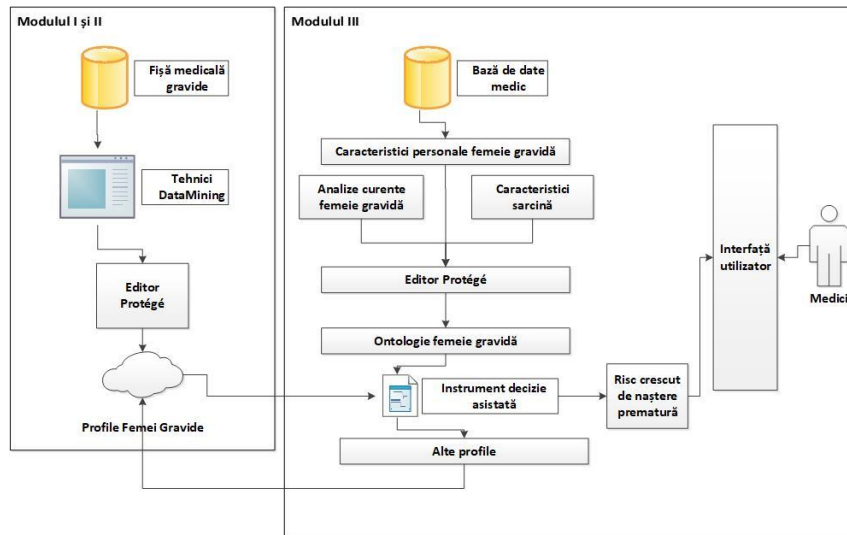 Modulul I și II
Fișă medicală
gravide
Tehnici
DataMining
Editor
Protégé
Profile Femei Gravide
Modulul III
Bază de date
medic
Caracteristici personale femeie gravidă
Analize curente
femeie gravidă
Caracteristici
sarcină
Editor Protégé
Ontologie femeie gravidă
Instrument decizie
asistată
Risc crescut
de naștere
prematură
Alte profile
Interfață
utilizator
Medici